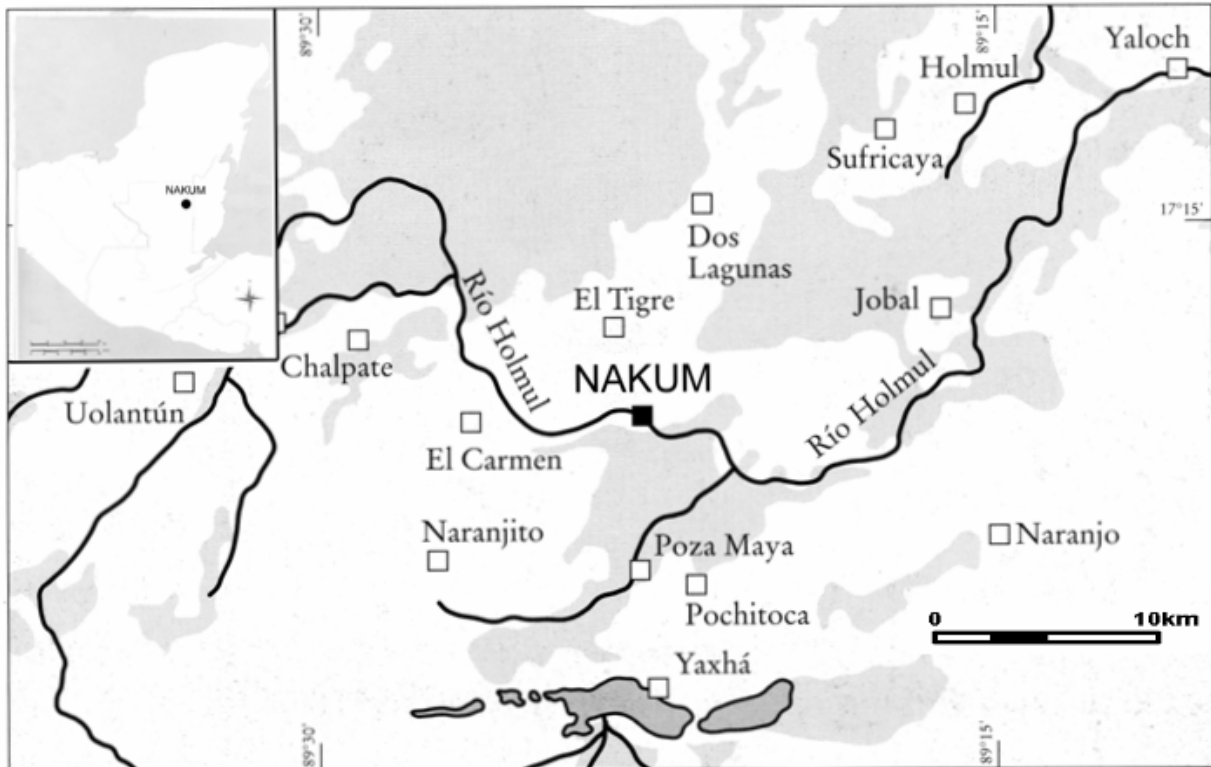 89°30'
89°15'
Yaloch
Holmul
Sufricaya
NAKUM
17°15'
Dos
Lagunas
Río Holmul
El Tigre
Jobal
Chalpate
NAKUM
Uolantún
Río Holmul
El Carmen
Naranjito
Poza Maya
Naranjo
Pochitoca
0 10km
Yaxhá
89°30'
89°15'